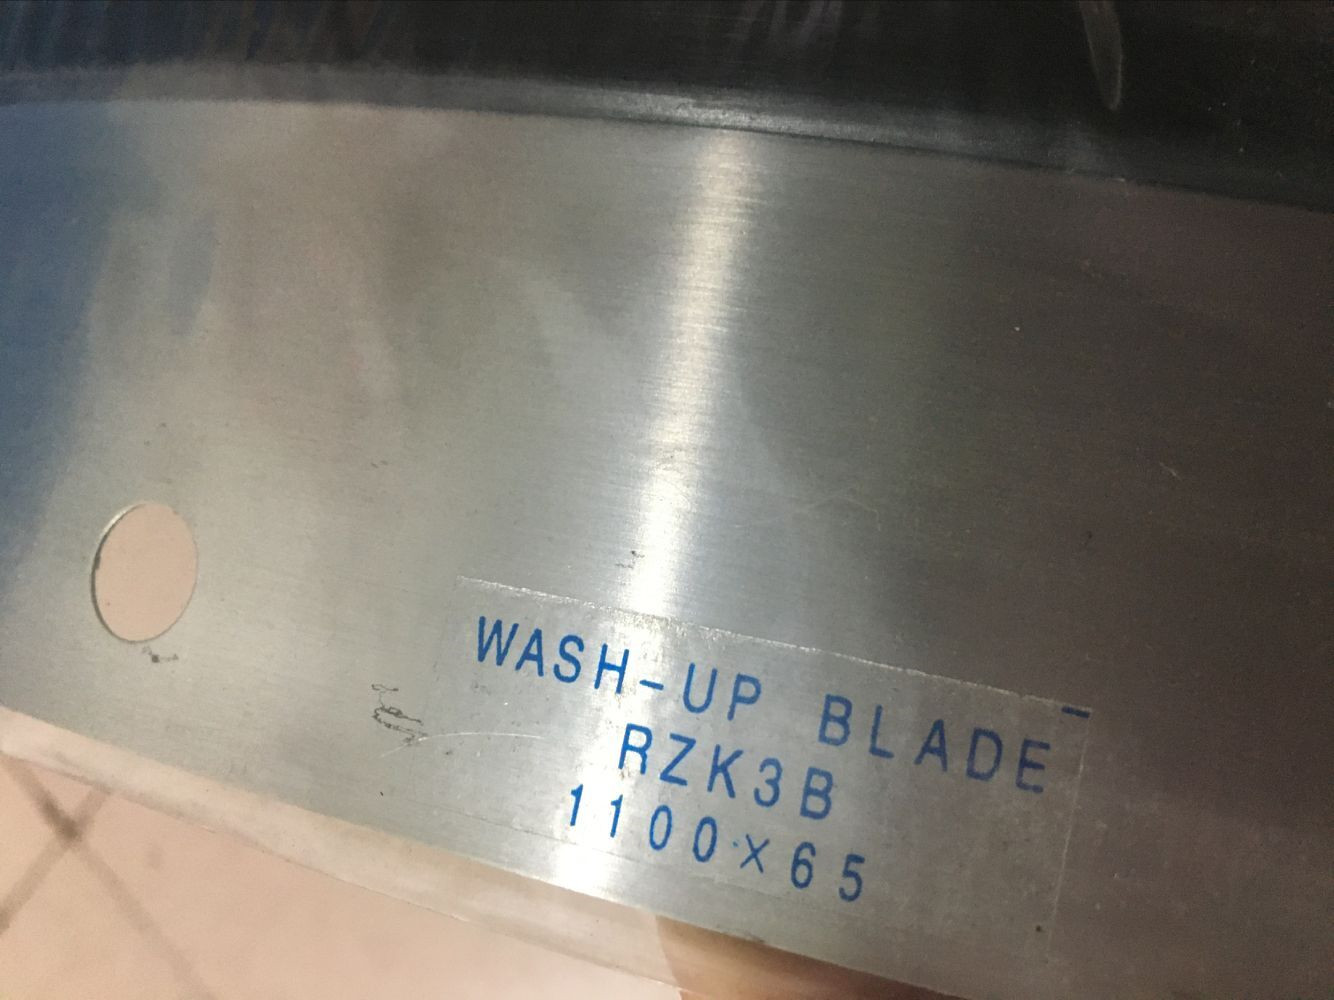 WASH-UP BLADE
RZK3B
1100×65